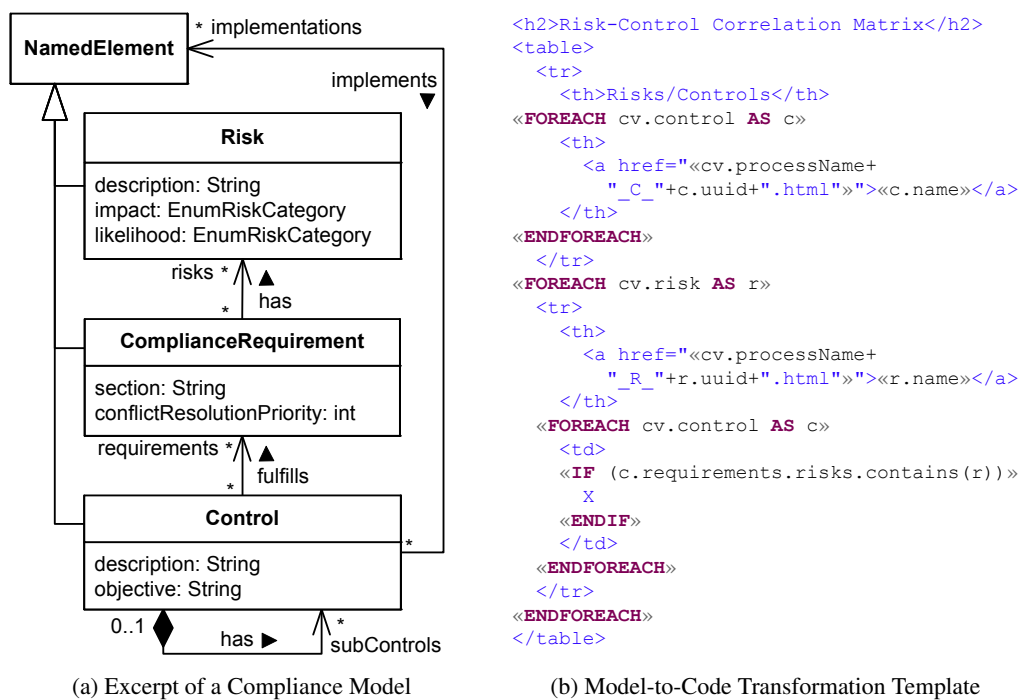 * implementations
NamedElement
implements
▼
Risk
description: String
impact: EnumRiskCategory
likelihood: EnumRiskCategory
risks * ▲
* has
ComplianceRequirement
section: String
conflictResolutionPriority: int
requirements * ▲
* fulfills
Control
*
description: String
objective: String
0..1 has ► *
subControls
(a) Excerpt of a Compliance Model
<h2>Risk-Control Correlation Matrix</h2>
<table>
  <tr>
    <th>Risks/Controls</th>
«FOREACH cv.control AS c»
    <th>
      <a href="«cv.processName+
        "_C_"+c.uuid+".html"»">«c.name»</a>
    </th>
«ENDFOREACH»
  </tr>
«FOREACH cv.risk AS r»
  <tr>
    <th>
      <a href="«cv.processName+
        "_R_"+r.uuid+".html"»">«r.name»</a>
    </th>
  «FOREACH cv.control AS c»
    <td>
    «IF (c.requirements.risks.contains(r))»
      X
    «ENDIF»
    </td>
  «ENDFOREACH»
  </tr>
«ENDFOREACH»
</table>
(b) Model-to-Code Transformation Template